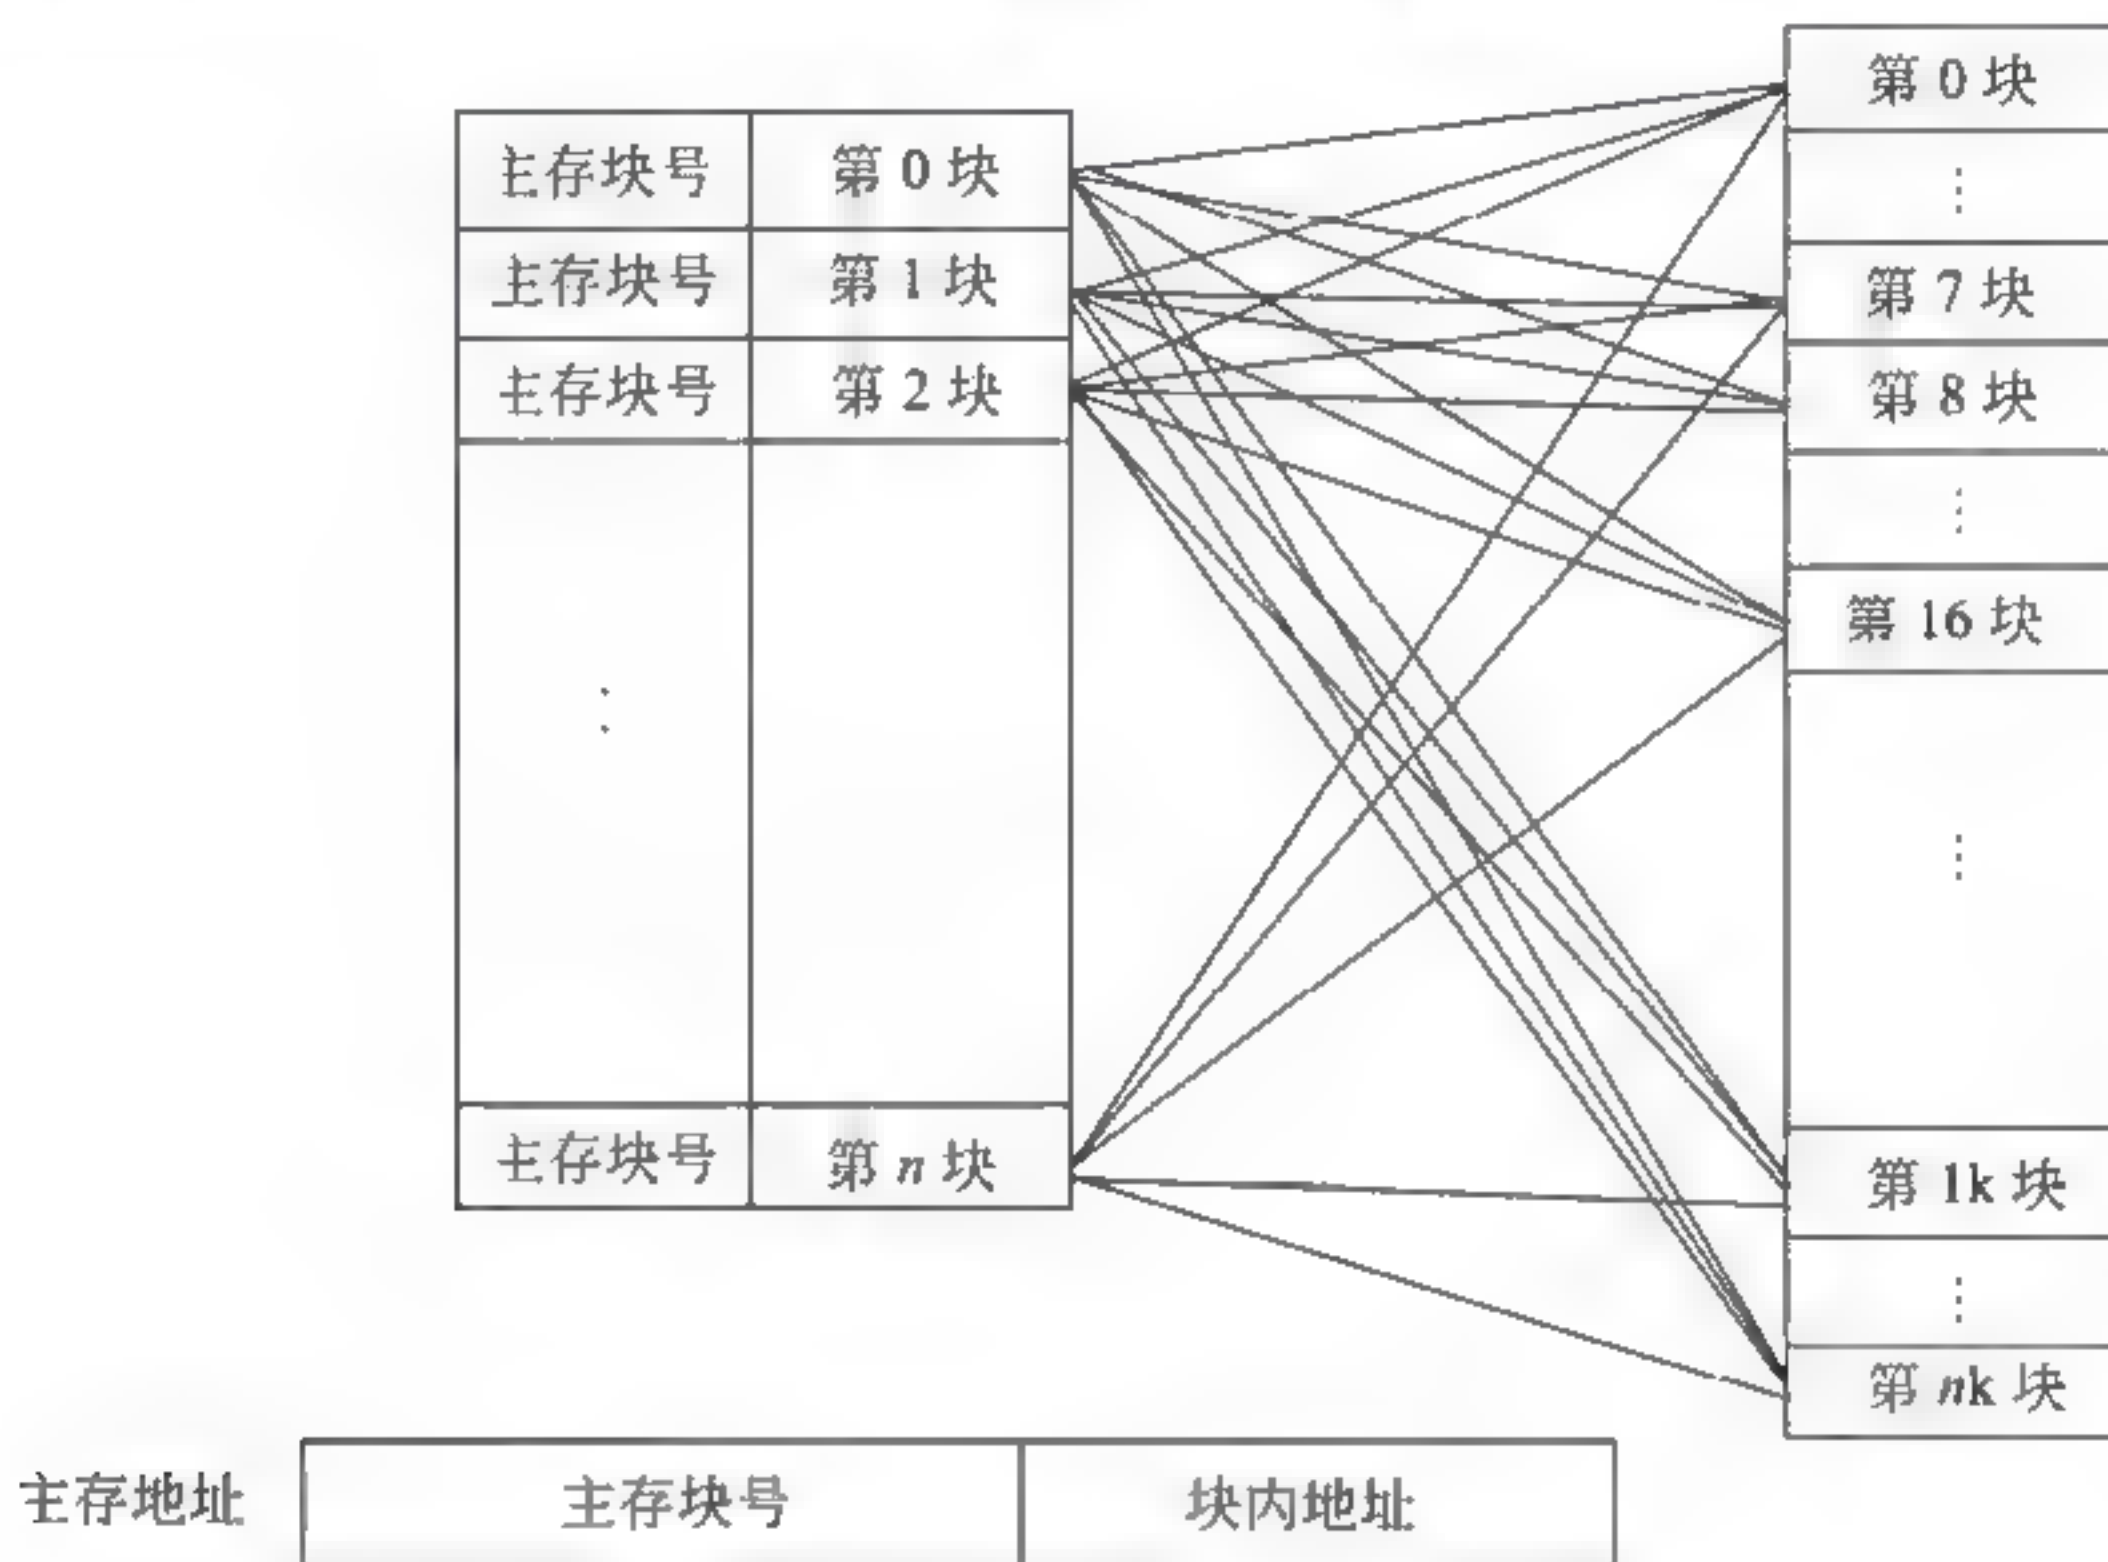 主存块号 第 0 块
主存块号 第 1 块
主存块号 第 2 块
⋮
主存块号 第 n 块
第 0 块
⋮
第 7 块
第 8 块
⋮
第 16 块
⋮
第 1k 块
⋮
第 nk 块
主存地址 主存块号 块内地址